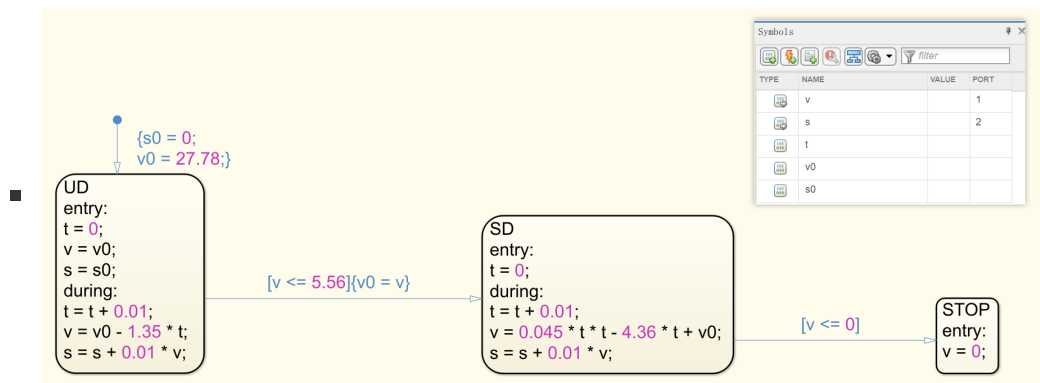 Symbols
filter
TYPE NAME VALUE PORT
v 1
s 2
t
v0
s0
{s0 = 0;
v0 = 27.78;}
UD
entry:
t = 0;
v = v0;
s = s0;
during:
t = t + 0.01;
v = v0 - 1.35 * t;
s = s + 0.01 * v;
[v <= 5.56]{v0 = v}
SD
entry:
t = 0;
during:
t = t + 0.01;
v = 0.045 * t * t - 4.36 * t + v0;
s = s + 0.01 * v;
[v <= 0]
STOP
entry:
v = 0;